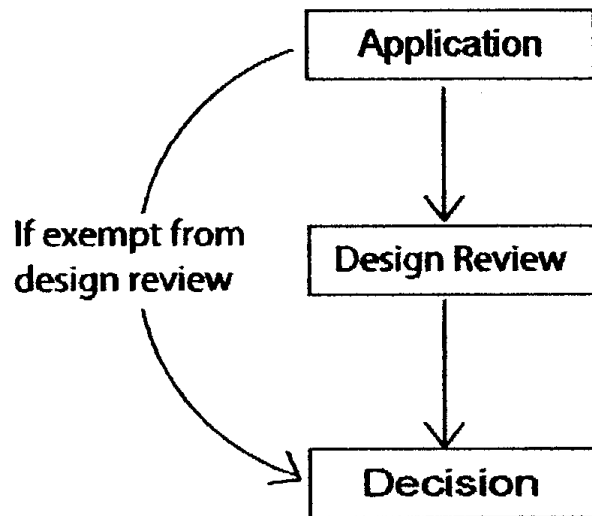 Application
If exempt from
design review
Design Review
Decision